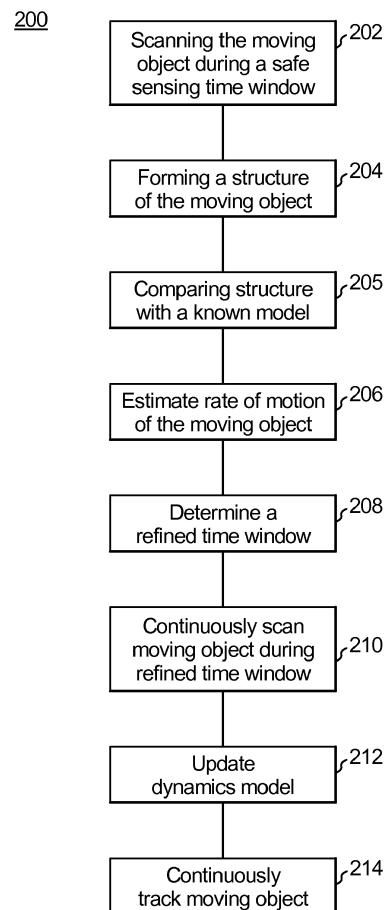 200
Scanning the moving
object during a safe
sensing time window
202
Forming a structure
of the moving object
204
Comparing structure
with a known model
205
Estimate rate of motion
of the moving object
206
Determine a
refined time window
208
Continuously scan
moving object during
refined time window
210
Update
dynamics model
212
Continuously
track moving object
214